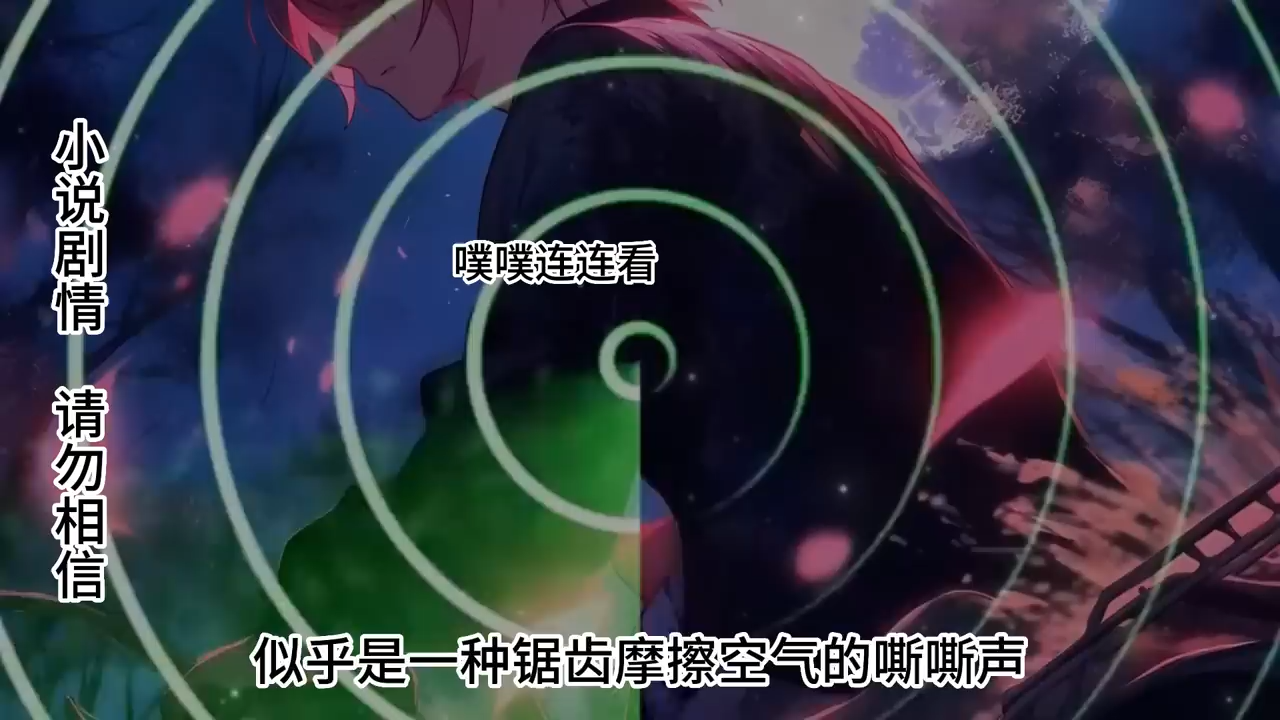 小说剧情 请勿相信
噗噗连连看
似乎是一种锯齿摩擦空气的嘶嘶声